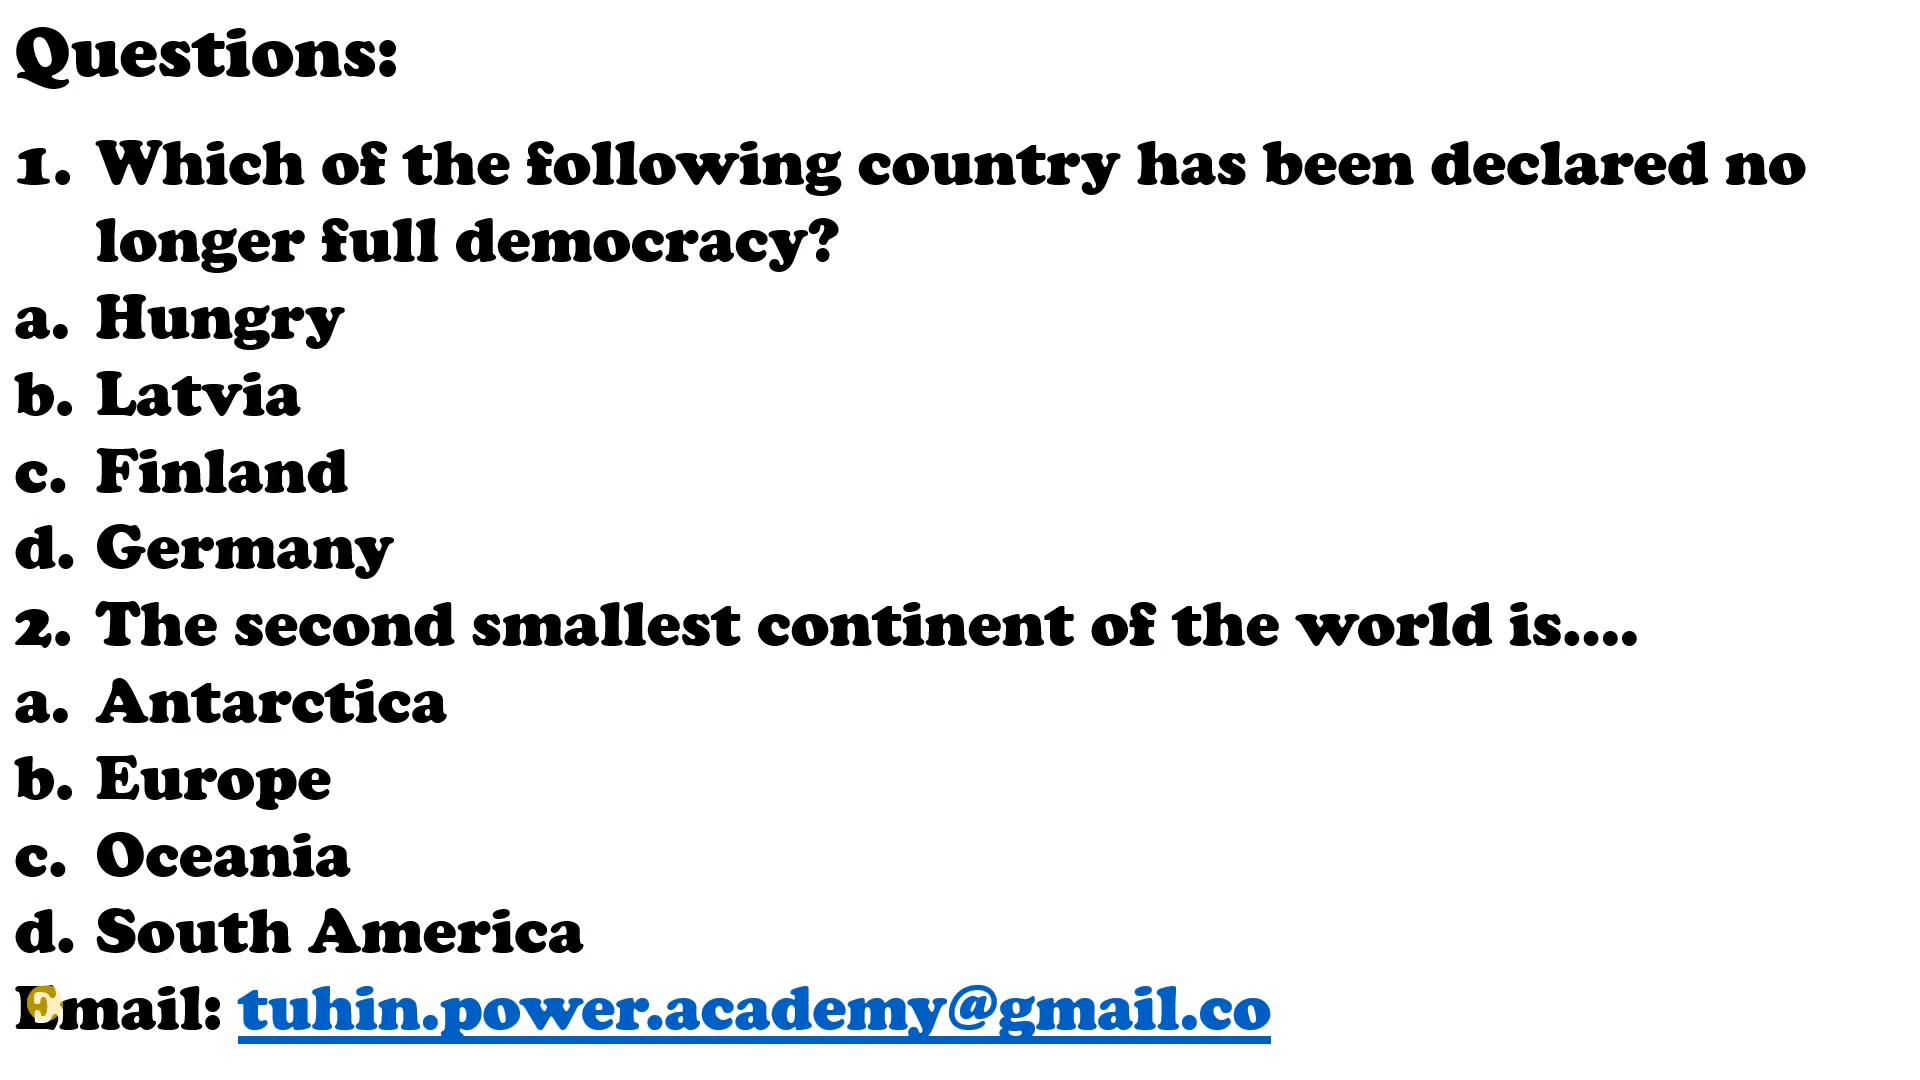 Questions:
1. Which of the following country has been declared no
longer full democracy?
a. Hungry
b. Latvia
c. Finland
d. Germany
2. The second smallest continent of the world is....
a. Antarctica
b. Europe
c. Oceania
d. South America
Email: tuhin.power.academy@gmail.co